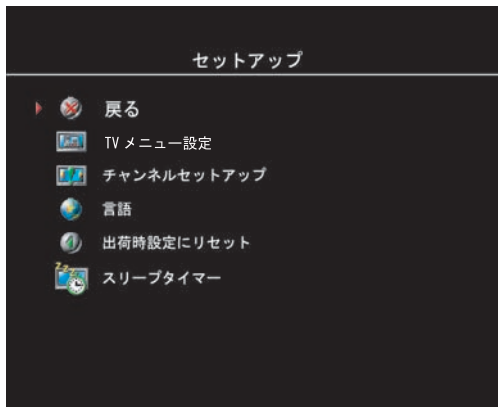 セットアップ
戻る
TV メニュー設定
チャンネルセットアップ
言語
出荷時設定にリセット
スリープタイマー